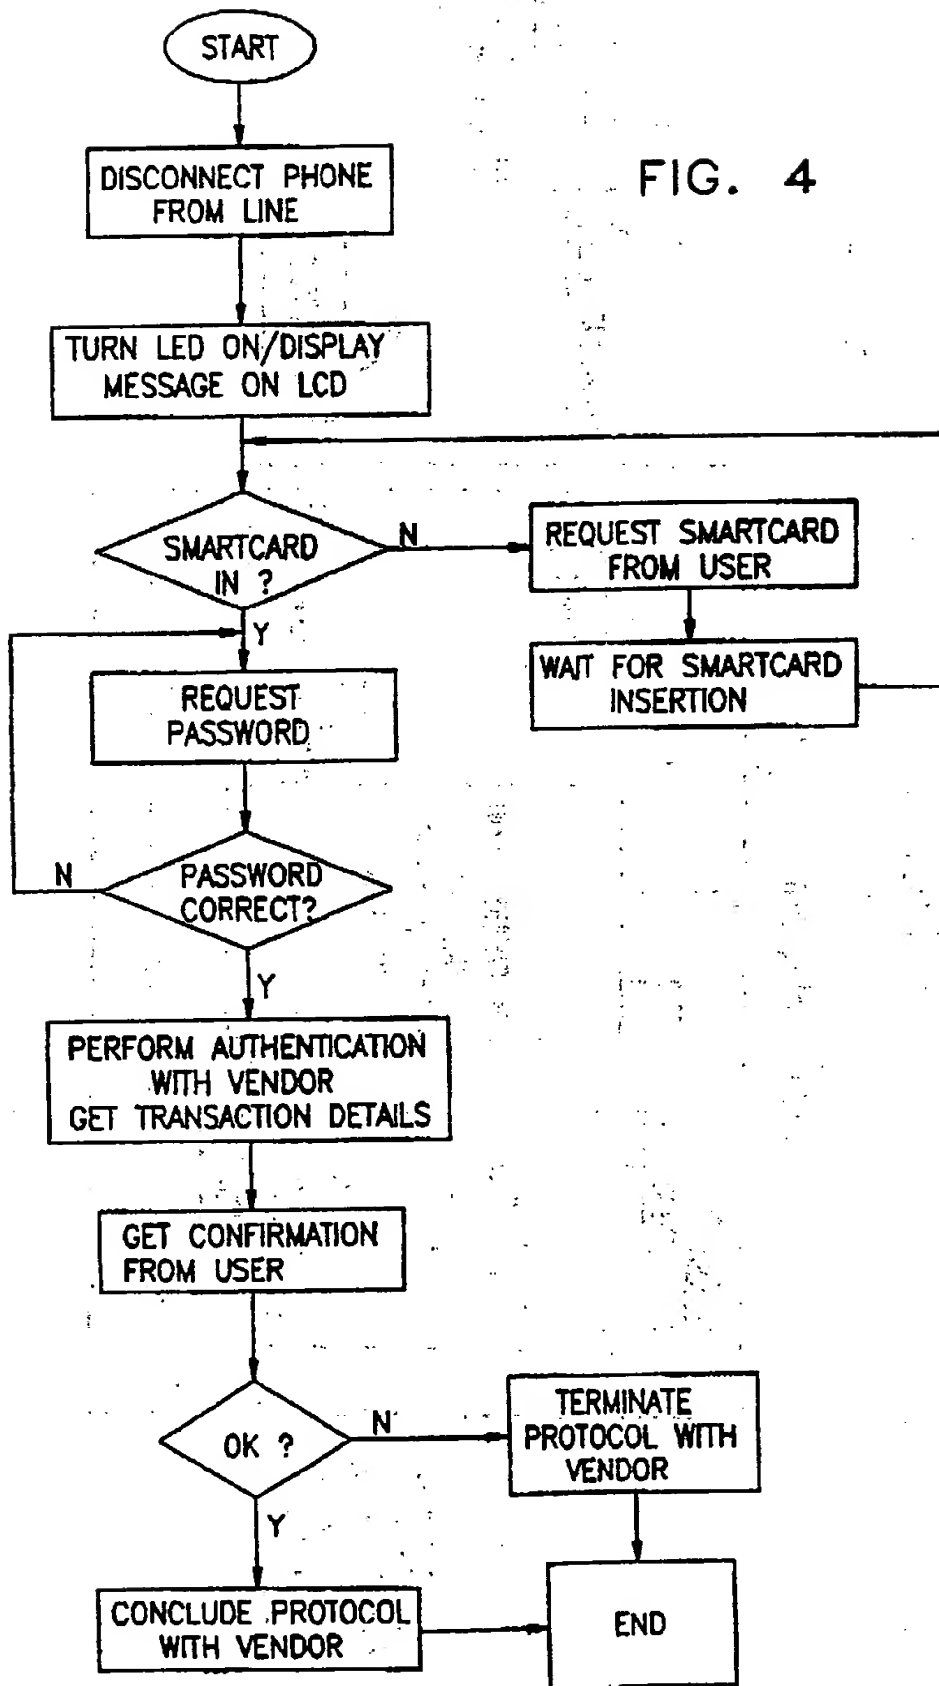 START
DISCONNECT PHONE
FROM LINE
FIG. 4
TURN LED ON/DISPLAY
MESSAGE ON LCD
SMARTCARD
IN ?
N
REQUEST SMARTCARD
FROM USER
Y
WAIT FOR SMARTCARD
INSERTION
REQUEST
PASSWORD
N
PASSWORD
CORRECT?
Y
PERFORM AUTHENTICATION
WITH VENDOR
GET TRANSACTION DETAILS
GET CONFIRMATION
FROM USER
OK ?
N
TERMINATE
PROTOCOL WITH
VENDOR
Y
CONCLUDE PROTOCOL
WITH VENDOR
END